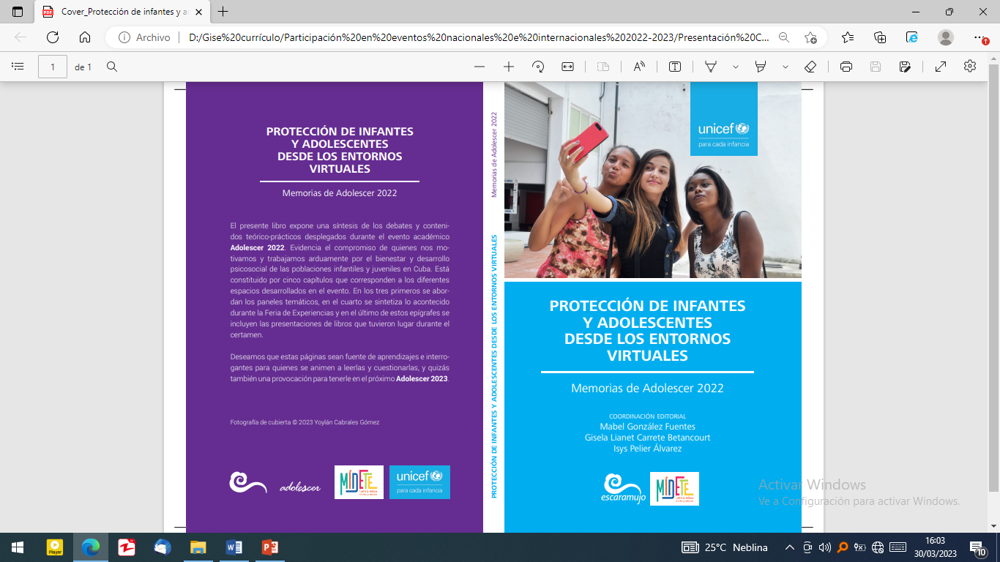 Cover_Protección de infantes y a
Archivo
D:/Gise%20currículo/Participación%20en%20eventos%20nacionales%20e%20internacionales%202022-2023/Presentación%20C...
1
de 1
PROTECCIÓN DE INFANTES
Y ADOLESCENTES
DESDE LOS ENTORNOS
VIRTUALES
Memorias de Adolescer 2022
El presente libro expone una síntesis de los debates y conteni-
dos teórico-prácticos desplegados durante el evento académico
Adolescer 2022. Evidencia el compromiso de quienes nos mo-
tivamos y trabajamos arduamente por el bienestar y desarrollo
psicosocial de las poblaciones infantiles y juveniles en Cuba. Está
constituido por cinco capítulos que corresponden a los diferentes
espacios desarrollados en el evento. En los tres primeros se abor-
dan los paneles temáticos, en el cuarto se sintetiza lo acontecido
durante la Feria de Experiencias y en el último de estos epígrafes se
incluyen las presentaciones de libros que tuvieron lugar durante el
certamen.
Deseamos que estas páginas sean fuente de aprendizajes e interro-
gantes para quienes se animen a leerlas y cuestionarlas, y quizás
también una provocación para tenerle en el próximo Adolescer 2023.
Fotografía de cubierta © 2023 Yoylán Cabrales Gómez
adolescer
MÍDETE
unicef
para cada infancia
Memorias de Adolescer 2022
PROTECCIÓN DE INFANTES Y ADOLESCENTES DESDE LOS ENTORNOS VIRTUALES
unicef
para cada infancia
PROTECCIÓN DE INFANTES
Y ADOLESCENTES
DESDE LOS ENTORNOS
VIRTUALES
Memorias de Adolescer 2022
COORDINACIÓN EDITORIAL
Mabel González Fuentes
Gisela Lianet Carrete Betancourt
Isys Pelier Álvarez
escaramujo
MÍDETE
Activar Windows
Ve a Configuración para activar Windows.
Player
25°C Neblina
16:03
30/03/2023
10